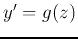 y′ = g(z)